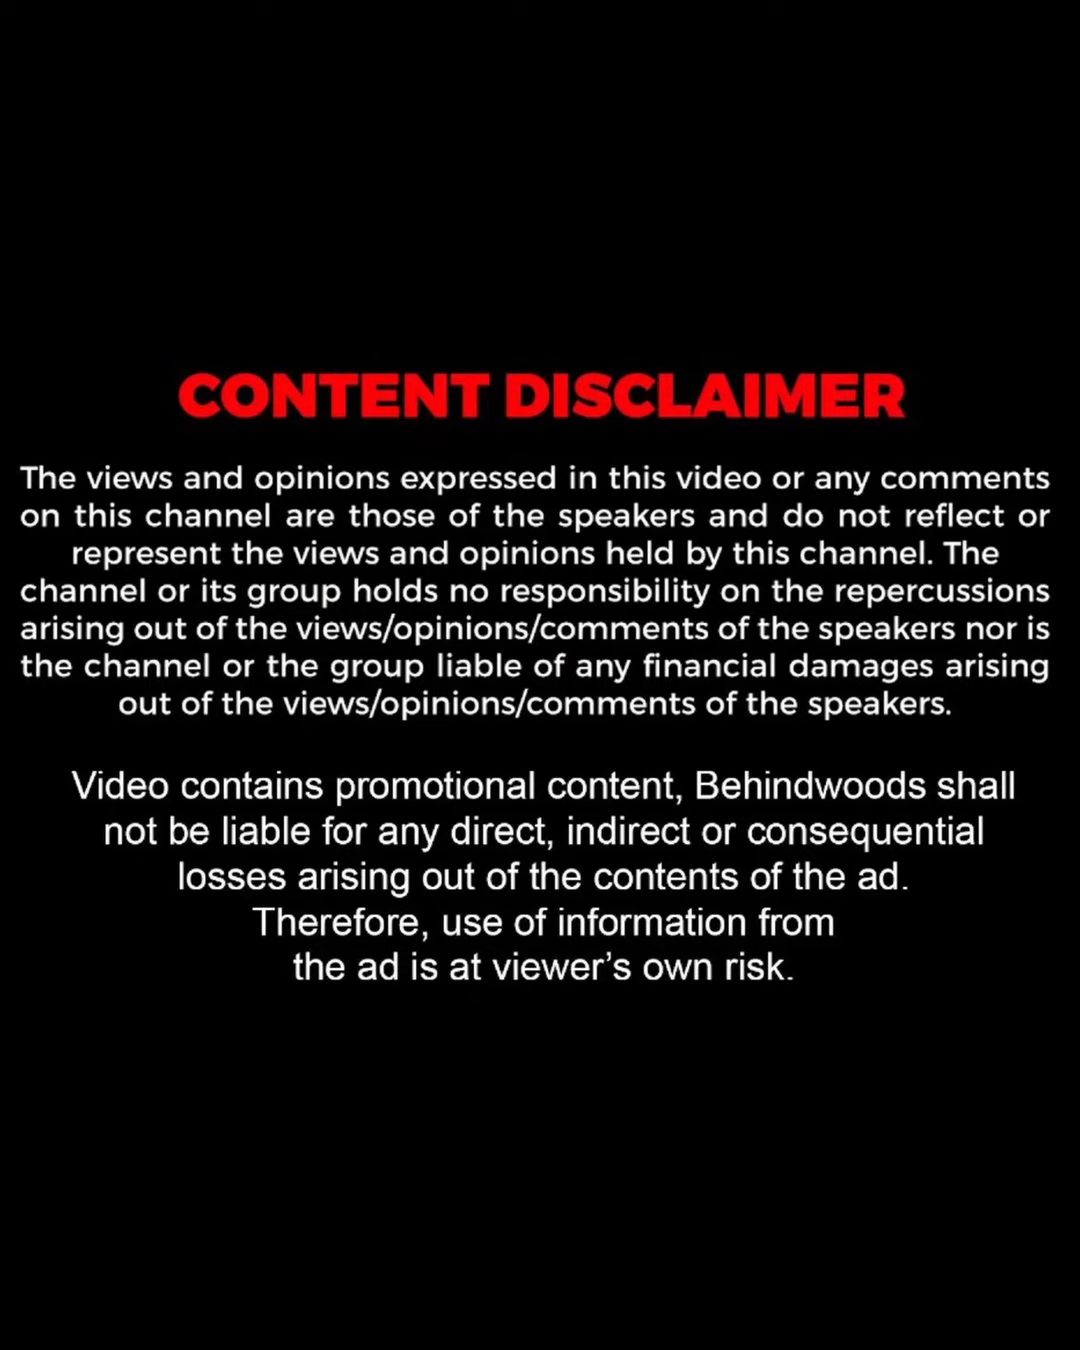 CONTENT DISCLAIMER
The views and opinions expressed in this video or any comments
on this channel are those of the speakers and do not reflect or
represent the views and opinions held by this channel. The
channel or its group holds no responsibility on the repercussions
arising out of the views/opinions/comments of the speakers nor is
the channel or the group liable of any financial damages arising
out of the views/opinions/comments of the speakers.
Video contains promotional content, Behindwoods shall
not be liable for any direct, indirect or consequential
losses arising out of the contents of the ad.
Therefore, use of information from
the ad is at viewer’s own risk.